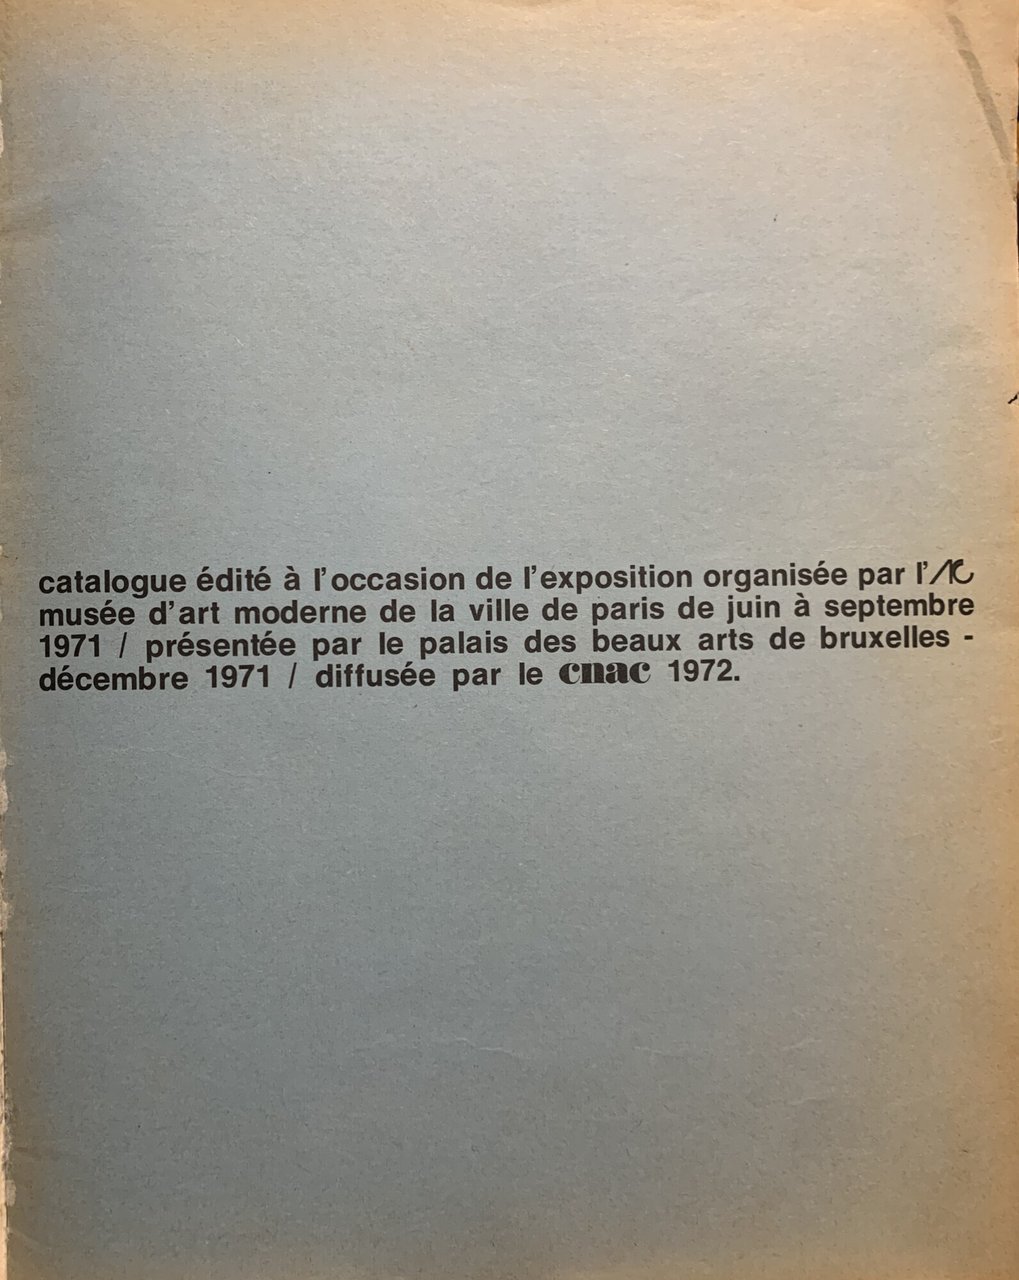 catalogue édité à l'occasion de l'exposition organisée par l'
musée d'art moderne de la ville de paris de juin à septembre
1971 / présentée par le palais des beaux arts de bruxelles -
décembre 1971 / diffusée par le cnac 1972.